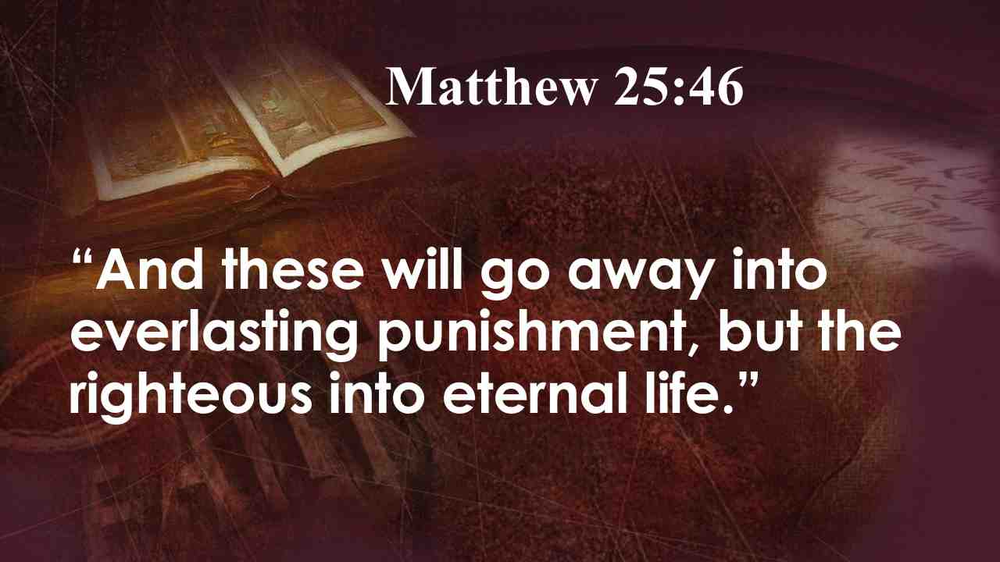 Matthew 25:46
“And these will go away into
everlasting punishment, but the
righteous into eternal life.”